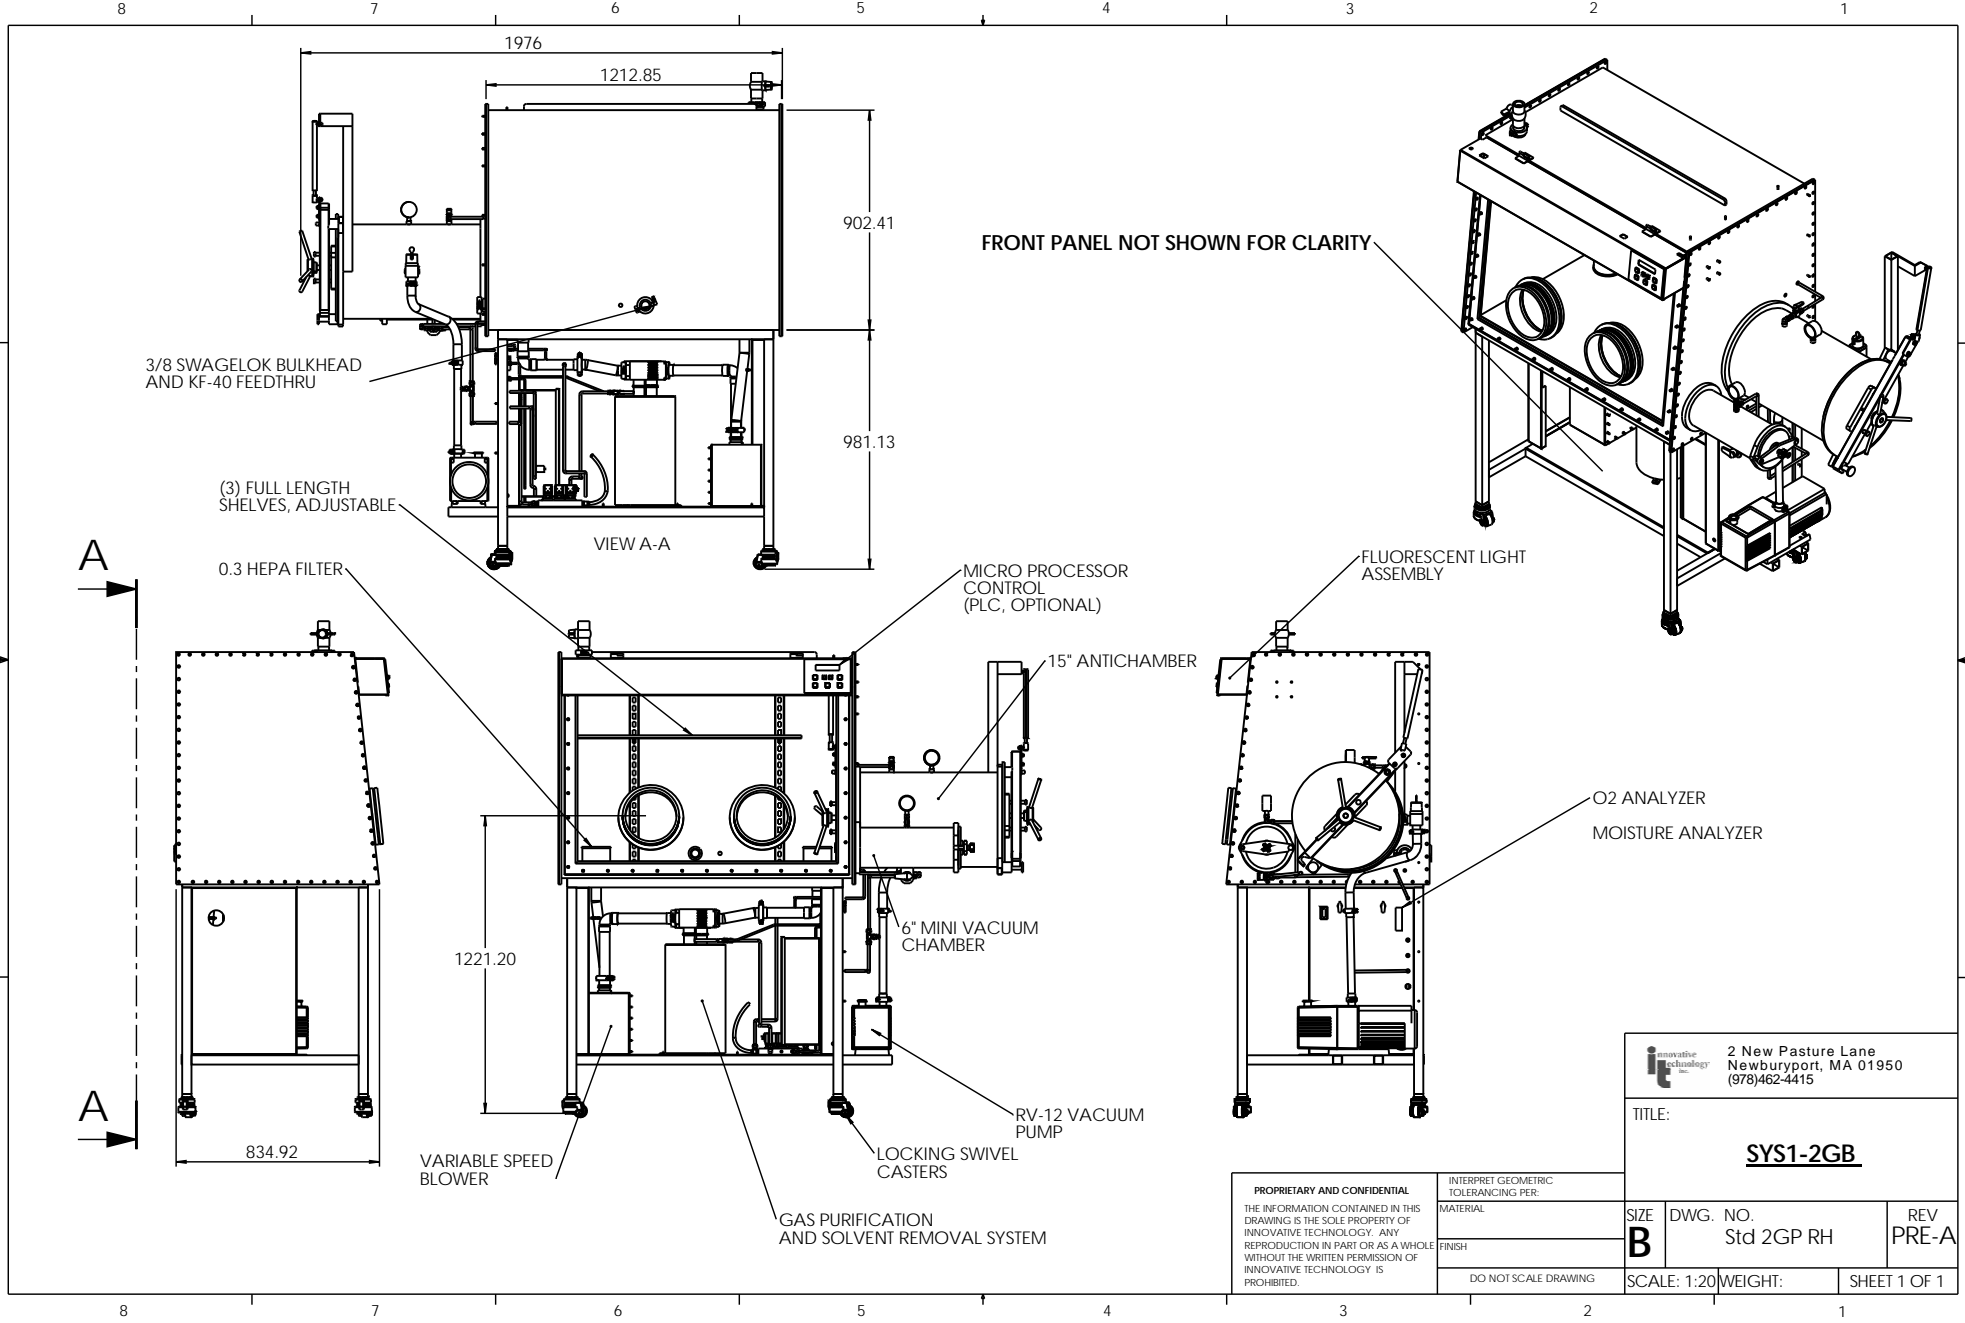 8 7 6 5 4 3 2 1
1976
1212.85
902.41
981.13
3/8 SWAGELOK BULKHEAD
AND KF-40 FEEDTHRU
VIEW A-A
FRONT PANEL NOT SHOWN FOR CLARITY
(3) FULL LENGTH
SHELVES, ADJUSTABLE
0.3 HEPA FILTER
A
A
834.92
MICRO PROCESSOR
CONTROL
(PLC, OPTIONAL)
15" ANTICHAMBER
6" MINI VACUUM
CHAMBER
1221.20
RV-12 VACUUM
PUMP
LOCKING SWIVEL
CASTERS
VARIABLE SPEED
BLOWER
GAS PURIFICATION
AND SOLVENT REMOVAL SYSTEM
FLUORESCENT LIGHT
ASSEMBLY
O2 ANALYZER
MOISTURE ANALYZER
innovative
technology
inc.
2 New Pasture Lane
Newburyport, MA 01950
(978)462-4415
TITLE:
SYS1-2GB
SIZE
B
DWG. NO.
Std 2GP RH
REV
PRE-A
SCALE: 1:20 WEIGHT: SHEET 1 OF 1
PROPRIETARY AND CONFIDENTIAL
THE INFORMATION CONTAINED IN THIS
DRAWING IS THE SOLE PROPERTY OF
INNOVATIVE TECHNOLOGY. ANY
REPRODUCTION IN PART OR AS A WHOLE
WITHOUT THE WRITTEN PERMISSION OF
INNOVATIVE TECHNOLOGY IS
PROHIBITED.
INTERPRET GEOMETRIC
TOLERANCING PER:
MATERIAL
FINISH
DO NOT SCALE DRAWING
8 7 6 5 4 3 2 1